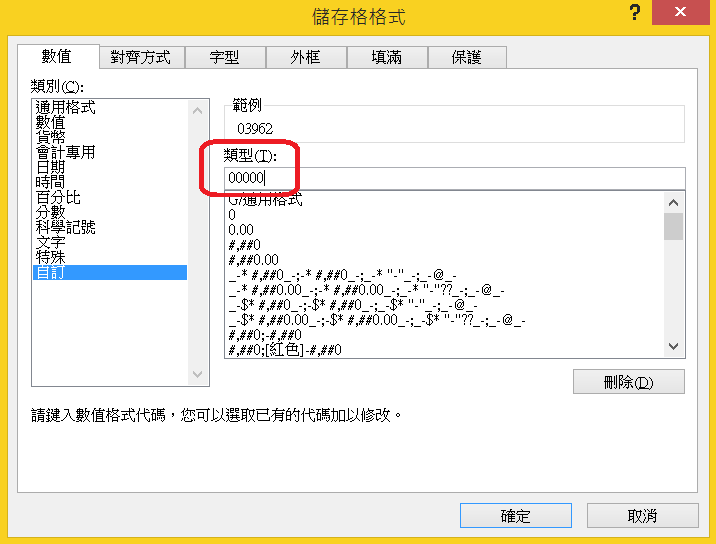 儲存格格式
? ×
數值
對齊方式
字型
外框
填滿
保護
類別(C):
通用格式
數值
貨幣
會計專用
日期
時間
百分比
分數
科學記號
文字
特殊
自訂
範例
03962
類型(T):
00000
G/通用格式
0
0.00
#,##0
#,##0.00
_-* #,##0_-;-* #,##0_-;_-* "-"_-;_-@_-
_-* #,##0.00_-;-* #,##0.00_-;_-* "-"??_-;_-@_-
_-$* #,##0_-;-$* #,##0_-;_-$* "-"_-;_-@_-
_-$* #,##0.00_-;-$* #,##0.00_-;_-$* "-"??_-;_-@_-
#,##0;-#,##0
#,##0;[紅色]-#,##0
刪除(D)
請鍵入數值格式代碼，您可以選取已有的代碼加以修改。
確定
取消